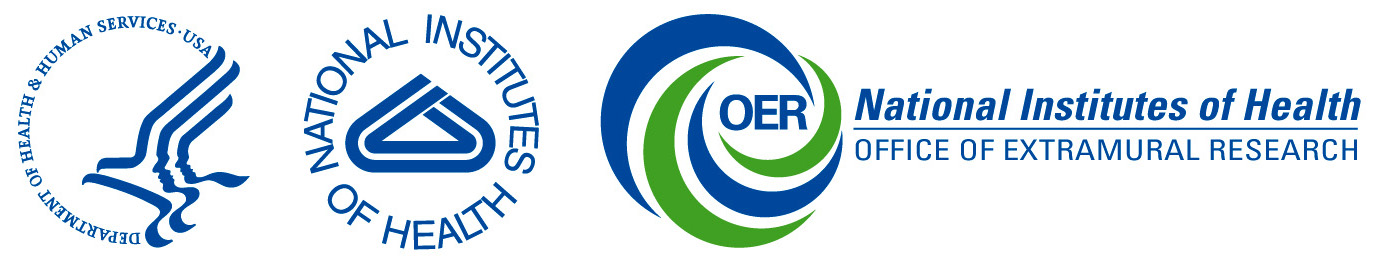 DEPARTMENT OF HEALTH & HUMAN SERVICES · USA
NATIONAL INSTITUTES
OF HEALTH
OER
National Institutes of Health
OFFICE OF EXTRAMURAL RESEARCH